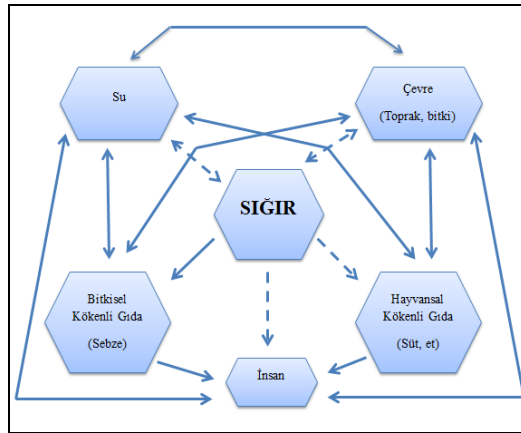 Su
Çevre
(Toprak, bitki)
SIĞIR
Bitkisel
Kökenli Gıda
(Sebze)
Hayvansal
Kökenli Gıda
(Süt, et)
İnsan